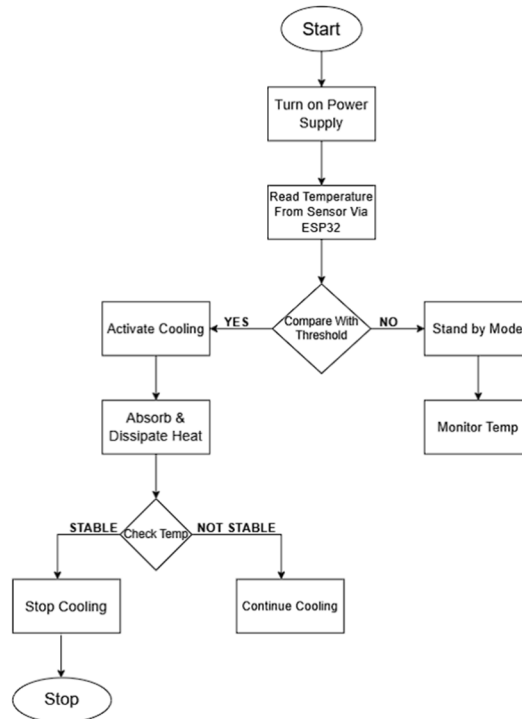 Start
Turn on Power
Supply
Read Temperature
From Sensor Via
ESP32
Compare With
Threshold
YES
NO
Activate Cooling
Stand by Mode
Absorb &
Dissipate Heat
Monitor Temp
Check Temp
STABLE
NOT STABLE
Stop Cooling
Continue Cooling
Stop